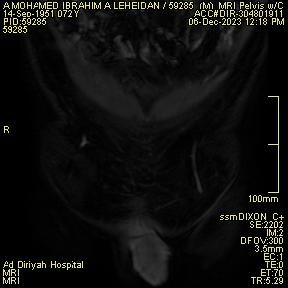 A MOHAMED IBRAHIM A LEHEIDAN / 59285 (M) MRI Pelvis w/C
14-Sep-1951 072Y ACC#DIR-304801911
PID:59285 06-Dec-2023 12:18 PM
59285
R
100mm
ssmDIXON_C+
SE:2202
IM:2
DFOV:300
3.5mm
Ad Diriyah Hospital EC:1
MRI TE:0
MRI ET:70
TR:5.29